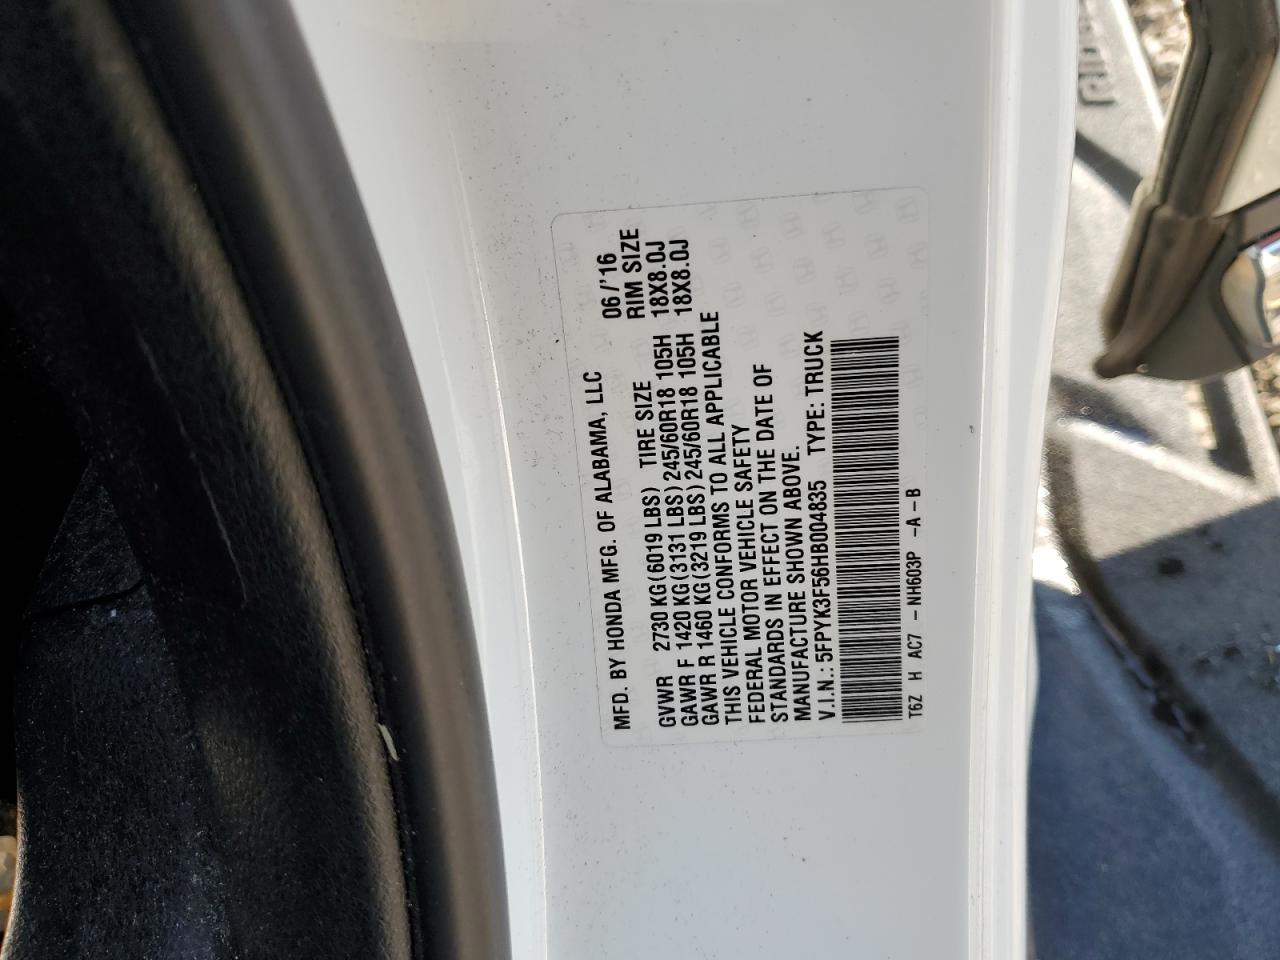 MFD. BY HONDA MFG. OF ALABAMA, LLC 06/'16
GVWR 2730 KG(6019 LBS) TIRE SIZE RIM SIZE
GAWR F 1420 KG(3131 LBS)245/60R18 105H 18X8.0J
GAWR R 1460 KG(3219 LBS)245/60R18 105H 18X8.0J
THIS VEHICLE CONFORMS TO ALL APPLICABLE
FEDERAL MOTOR VEHICLE SAFETY
STANDARDS IN EFFECT ON THE DATE OF
MANUFACTURE SHOWN ABOVE.
V.I.N.: 5FPYK3F56HB004835 TYPE: TRUCK
T6Z H AC7 -NH603P -A -B